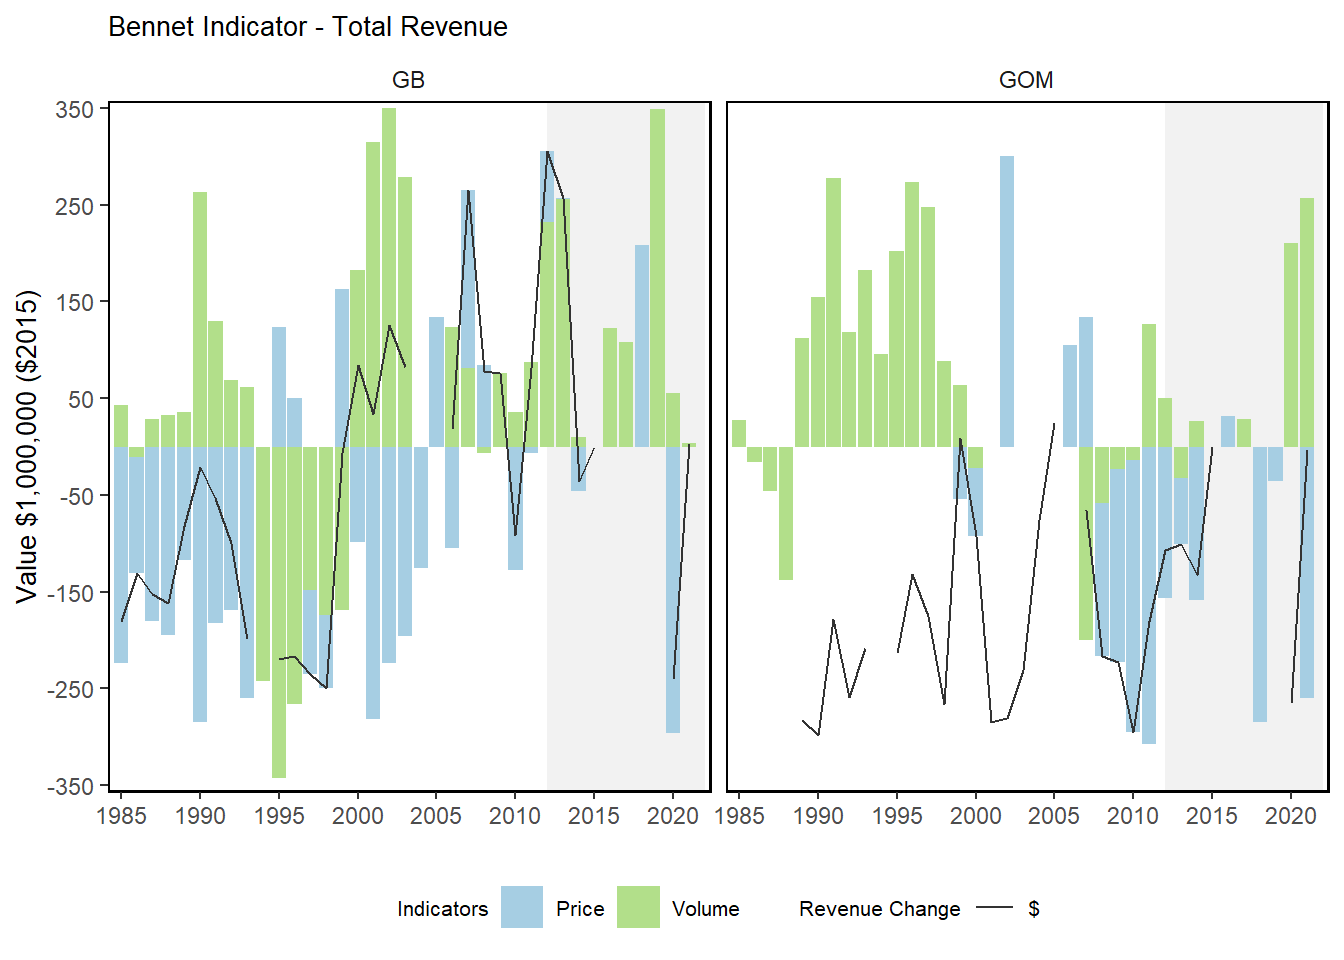 Bennet Indicator - Total Revenue
GB
GOM
Value $1,000,000 ($2015)
350
250
150
50
-50
-150
-250
-350
1985 1990 1995 2000 2005 2010 2015 2020
1985 1990 1995 2000 2005 2010 2015 2020
Indicators Price Volume Revenue Change $